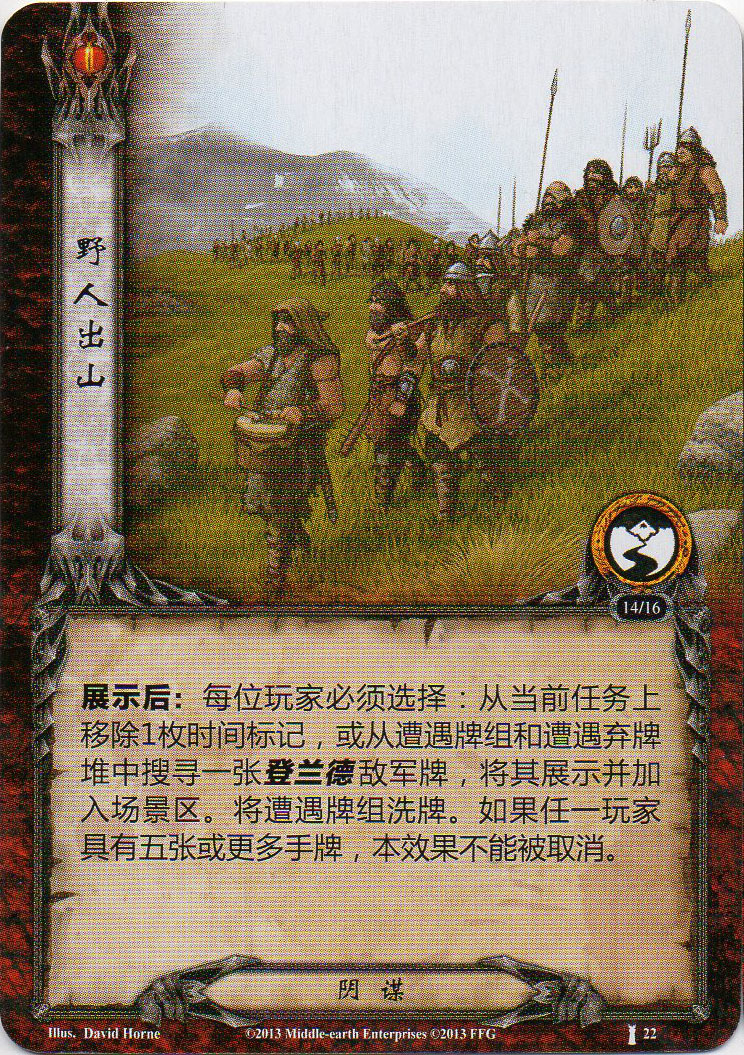 野人出山
14/16
展示后：每位玩家必须选择：从当前任务上
移除1枚时间标记，或从遭遇牌组和遭遇弃牌
堆中搜寻一张登兰德敌军牌，将其展示并加
入场景区。将遭遇牌组洗牌。如果任一玩家
具有五张或更多手牌，本效果不能被取消。
阴谋
Illus. David Horne
©2013 Middle-earth Enterprises ©2013 FFG
22